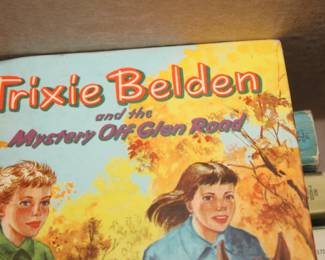 Trixie Belden
and the
Mystery Off Glen Road